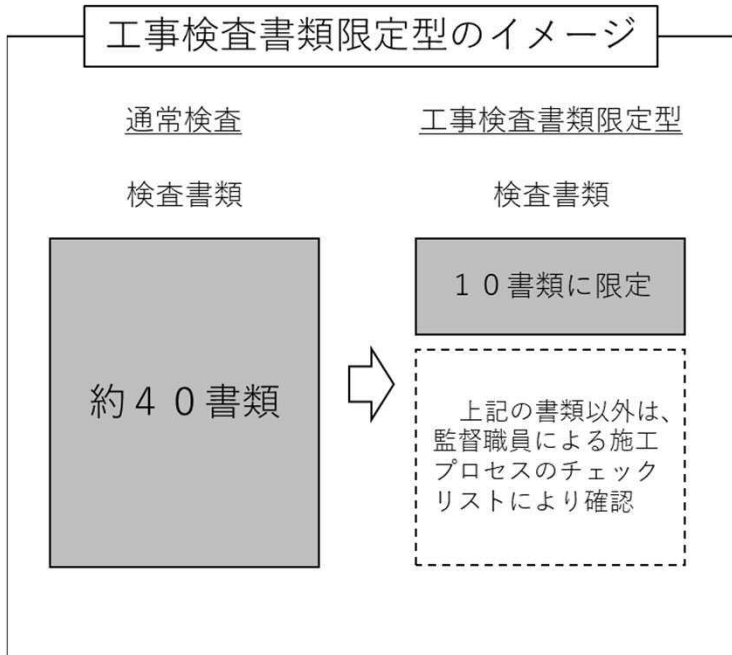 工事検査書類限定型のイメージ
通常検査
検査書類
約４０書類
工事検査書類限定型
検査書類
１０書類に限定
上記の書類以外は、
監督職員による施工
プロセスのチェック
リストにより確認